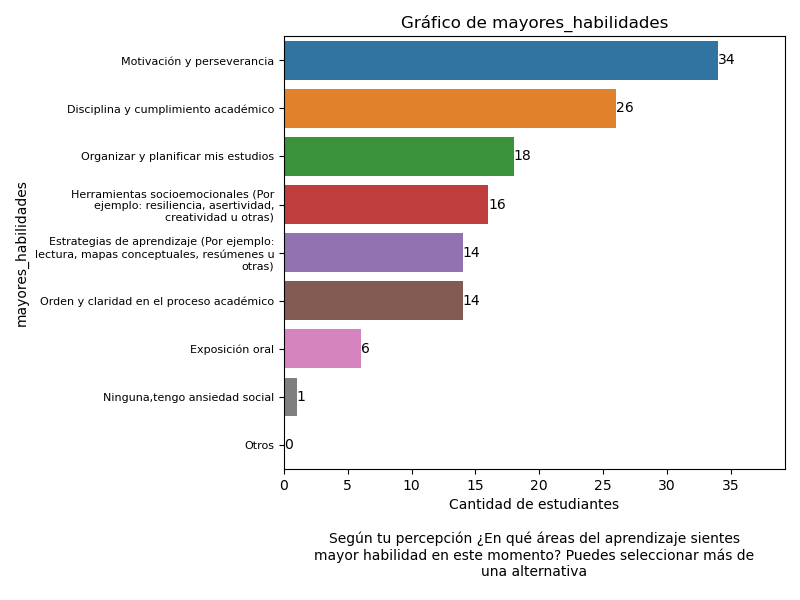 Gráfico de mayores_habilidades
mayores_habilidades
Motivación y perseverancia
34
Disciplina y cumplimiento académico
26
Organizar y planificar mis estudios
18
Herramientas socioemocionales (Por
ejemplo: resiliencia, asertividad,
creatividad u otras)
16
Estrategias de aprendizaje (Por ejemplo:
lectura, mapas conceptuales, resúmenes u
otras)
14
Orden y claridad en el proceso académico
14
Exposición oral
6
Ninguna,tengo ansiedad social
1
Otros
0
0 5 10 15 20 25 30 35
Cantidad de estudiantes
Según tu percepción ¿En qué áreas del aprendizaje sientes
mayor habilidad en este momento? Puedes seleccionar más de
una alternativa